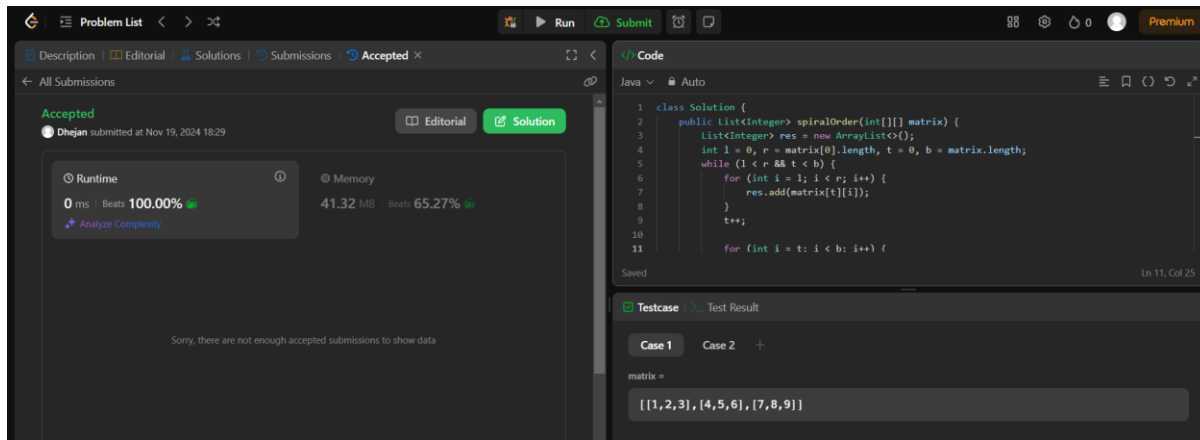 Problem List
Run
Submit
0
Premium
Description | Editorial | Solutions | Submissions | Accepted ×
← All Submissions
Accepted
Dhejan submitted at Nov 19, 2024 18:29
Editorial
Solution
Runtime
0 ms | Beats 100.00%
Analyze Complexity
Memory
41.32 MB | Beats 65.27%
Sorry, there are not enough accepted submissions to show data
</> Code
Java
Auto
1 class Solution {
2 public List<Integer> spiralOrder(int[][] matrix) {
3 List<Integer> res = new ArrayList<>();
4 int l = 0, r = matrix[0].length, t = 0, b = matrix.length;
5 while (l < r && t < b) {
6 for (int i = l; i < r; i++) {
7 res.add(matrix[t][i]);
8 }
9 t++;
10
11 for (int i = t; i < b; i++) {
Saved
Ln 11, Col 25
Testcase | >_ Test Result
Case 1
Case 2
+
matrix =
[[1,2,3],[4,5,6],[7,8,9]]